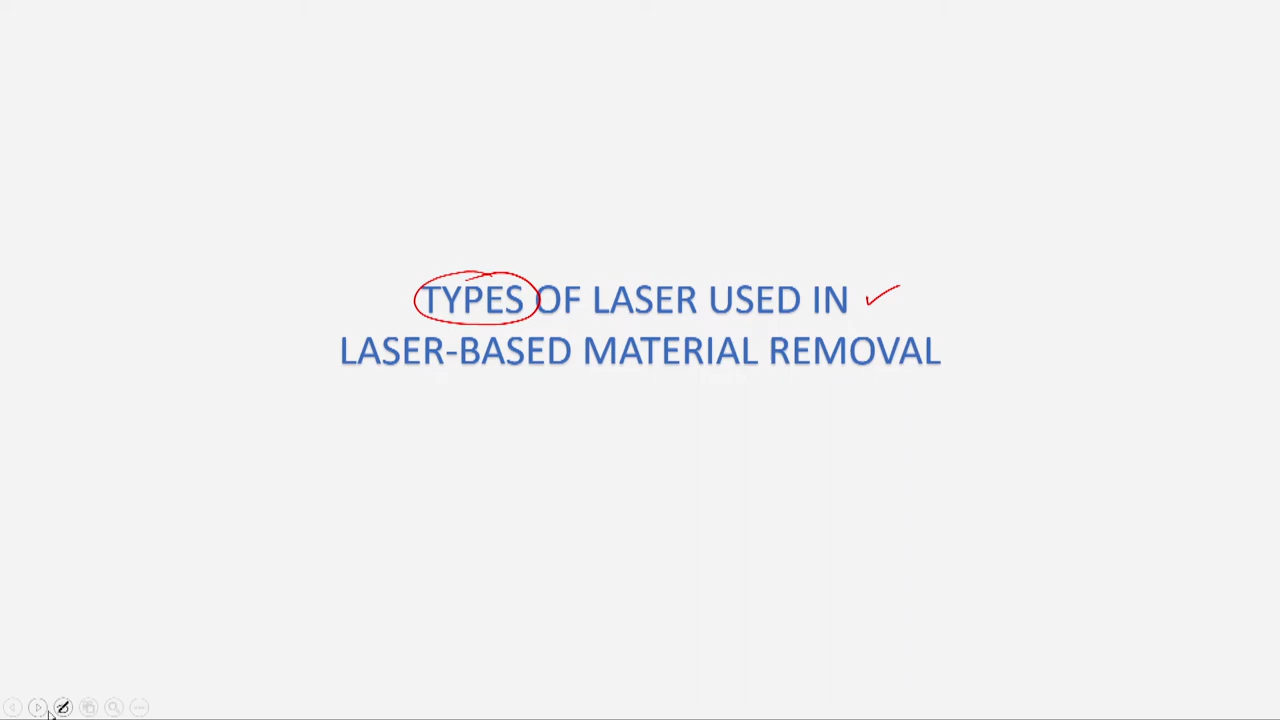 TYPES OF LASER USED IN
LASER-BASED MATERIAL REMOVAL